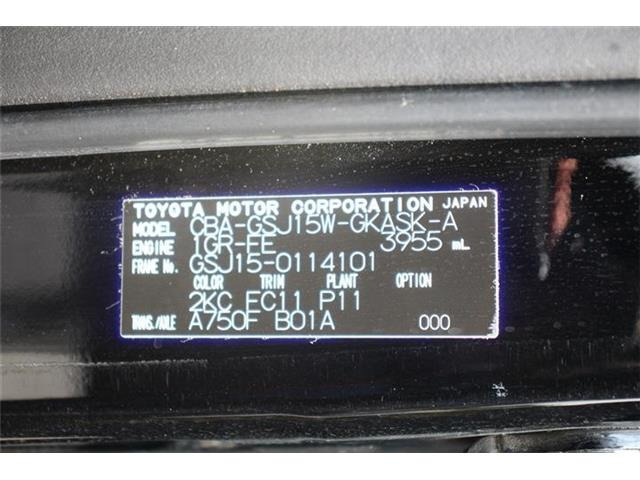 TOYOTA MOTOR CORPORATION JAPAN
MODEL CBA-GSJ15W-GKASK-A
ENGINE 1GR-FE 3955 mL
FRAME No. GSJ15-0114101
COLOR TRIM PLANT OPTION
2KC FC11 P11
TRANS./AXLE A750F B01A 000